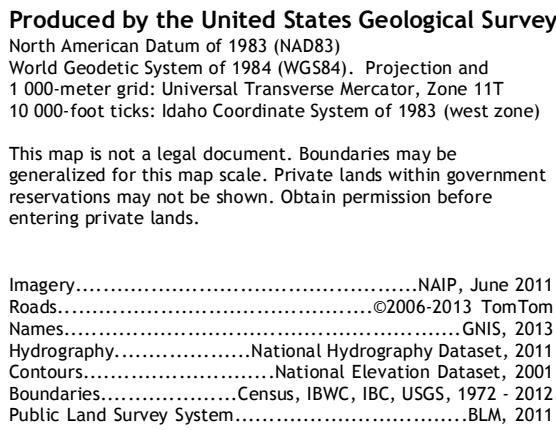 Produced by the United States Geological Survey
North American Datum of 1983 (NAD83)
World Geodetic System of 1984 (WGS84).  Projection and
1 000-meter grid: Universal Transverse Mercator, Zone 11T
10 000-foot ticks: Idaho Coordinate System of 1983 (west zone)
This map is not a legal document. Boundaries may be
generalized for this map scale. Private lands within government
reservations may not be shown. Obtain permission before
entering private lands.
Imagery..................................................NAIP, June 2011
Roads..............................................©2006-2013 TomTom
Names...........................................................GNIS, 2013
Hydrography....................National Hydrography Dataset, 2011
Contours............................National Elevation Dataset, 2001
Boundaries....................Census, IBWC, IBC, USGS, 1972 - 2012
Public Land Survey System..................................BLM, 2011